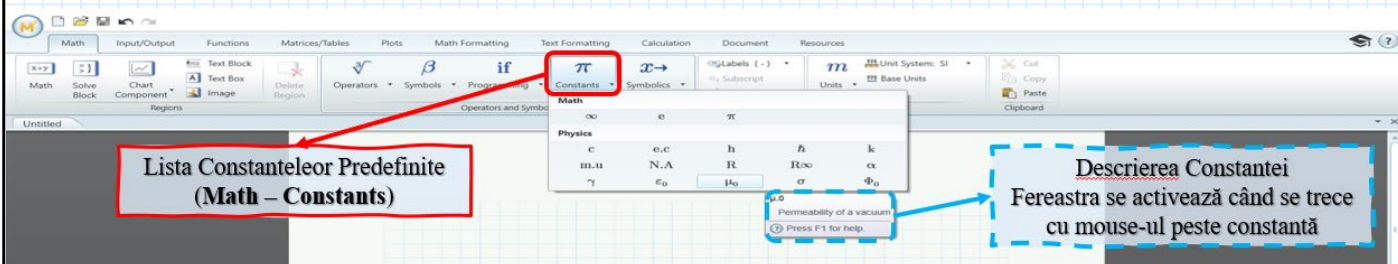 Math Input/Output Functions Matrices/Tables Plots Math Formatting Text Formatting Calculation Document Resources
x+y Text Block π Labels ( - ) m Unit System: SI Cut
Text Box β if x→ Subscript Base Units Copy
Math Solve Block Chart Component Image Delete Region Operators Symbols Programming Constants Symbolics Units Paste
Regions Operators and Symbo Clipboard
Untitled
Math
∞ e π
Physics
c e.c h ℏ k
m.u N.A R R∞ α
γ ε₀ μ₀ σ Φ₀
μ.0
Permeability of a vacuum
Press F1 for help.
Lista Constanteleor Predefinite
(Math – Constants)
Descrierea Constantei
Fereastra se activează când se trece
cu mouse-ul peste constantă